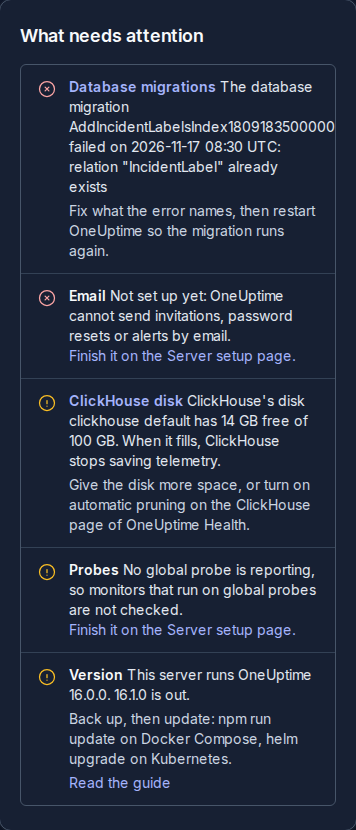 What needs attention
Database migrations The database
migration
AddIncidentLabelsIndex1809183500000
failed on 2026-11-17 08:30 UTC:
relation "IncidentLabel" already
exists
Fix what the error names, then restart
OneUptime so the migration runs
again.
Email Not set up yet: OneUptime
cannot send invitations, password
resets or alerts by email.
Finish it on the Server setup page.
ClickHouse disk ClickHouse's disk
clickhouse default has 14 GB free of
100 GB. When it fills, ClickHouse
stops saving telemetry.
Give the disk more space, or turn on
automatic pruning on the ClickHouse
page of OneUptime Health.
Probes No global probe is reporting,
so monitors that run on global probes
are not checked.
Finish it on the Server setup page.
Version This server runs OneUptime
16.0.0. 16.1.0 is out.
Back up, then update: npm run
update on Docker Compose, helm
upgrade on Kubernetes.
Read the guide